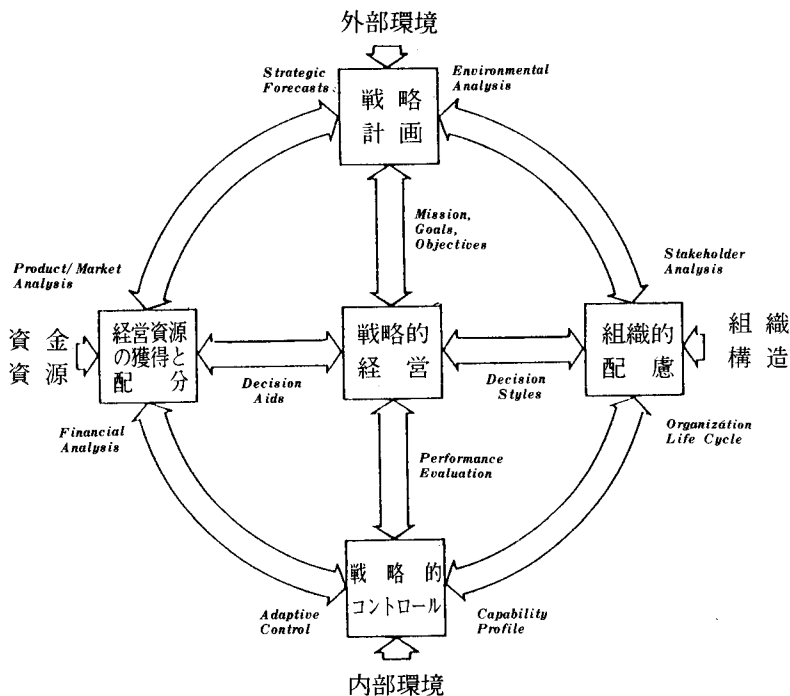 外部環境
Strategic
Forecasts
Environmental
Analysis
戦略
計画
Mission,
Goals,
Objectives
Product/Market
Analysis
Stakeholder
Analysis
資金
資源
経営資源
の獲得と
配分
Decision
Aids
戦略的
経営
Decision
Styles
組織的
配慮
組織
構造
Financial
Analysis
Organization
Life Cycle
Performance
Evaluation
戦略的
コントロール
Adaptive
Control
Capability
Profile
内部環境